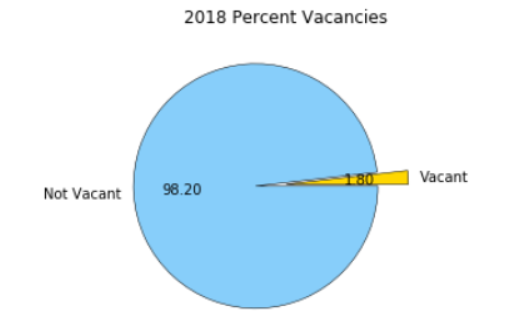 2018 Percent Vacancies
1.80
Vacant
98.20
Not Vacant